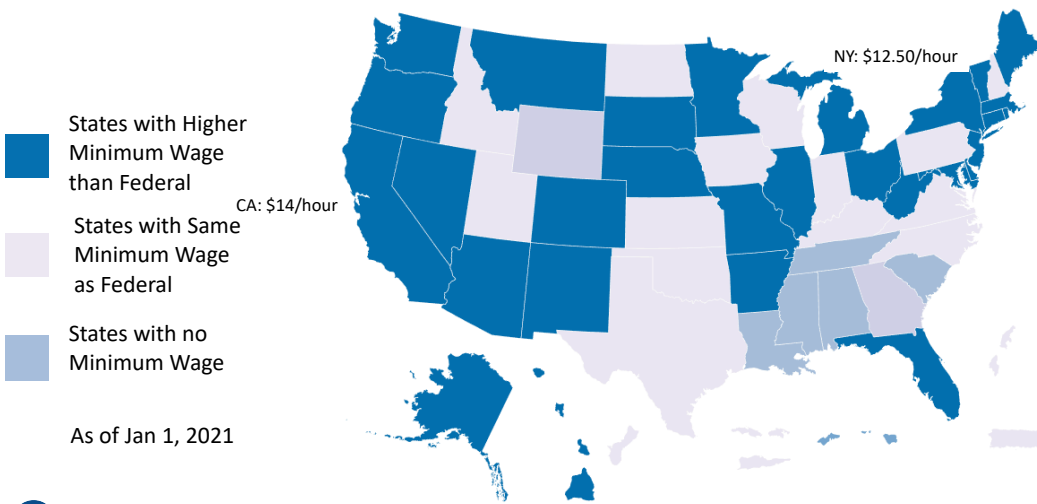 NY: $12.50/hour
States with Higher
Minimum Wage
than Federal
CA: $14/hour
States with Same
Minimum Wage
as Federal
States with no
Minimum Wage
As of Jan 1, 2021